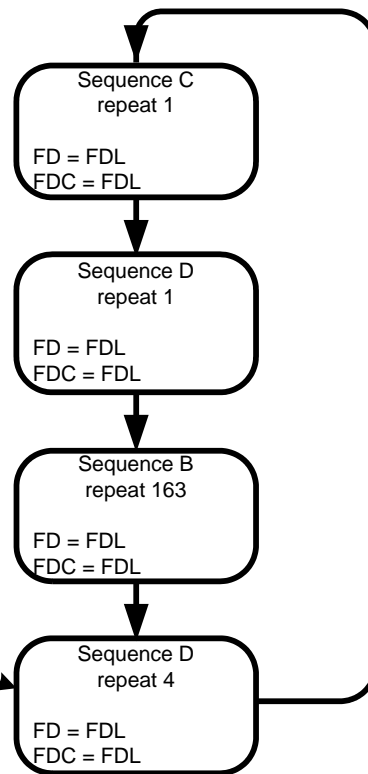 Sequence C
repeat 1
FD = FDL
FDC = FDL
Sequence D
repeat 1
FD = FDL
FDC = FDL
Sequence B
repeat 163
FD = FDL
FDC = FDL
Sequence D
repeat 4
FD = FDL
FDC = FDL